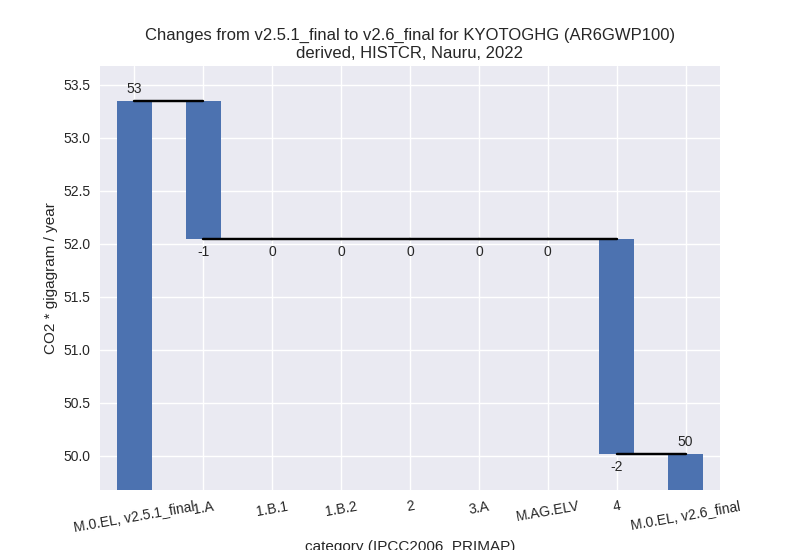 Changes from v2.5.1_final to v2.6_final for KYOTOGHG (AR6GWP100)
derived, HISTCR, Nauru, 2022
53.5
53
53.0
52.5
52.0
-1 0 0 0 0 0
51.5
51.0
50.5
50
50.0
-2
CO2 * gigagram / year
M.0.EL, v2.5.1_final 1.A 1.B.1 1.B.2 2 3.A M.AG.ELV 4 M.0.EL, v2.6_final
category (IPCC2006_PRIMAP)